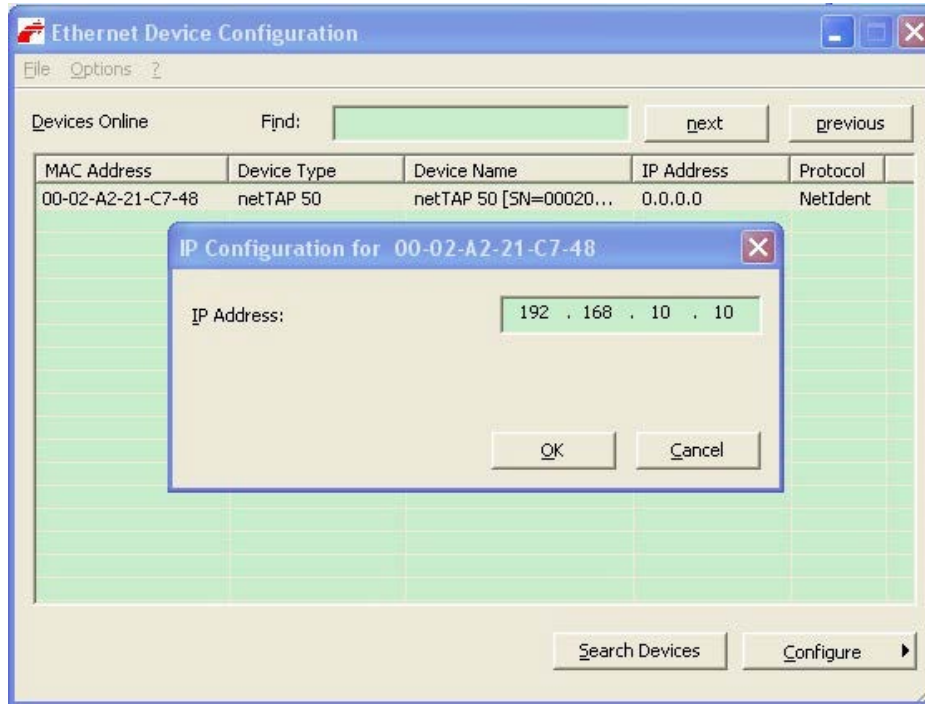 Ethernet Device Configuration
File Options ?
Devices Online Find: next previous
MAC Address Device Type Device Name IP Address Protocol
00-02-A2-21-C7-48 netTAP 50 netTAP 50 [SN=00020... 0.0.0.0 NetIdent
IP Configuration for 00-02-A2-21-C7-48
IP Address: 192 . 168 . 10 . 10
OK Cancel
Search Devices Configure